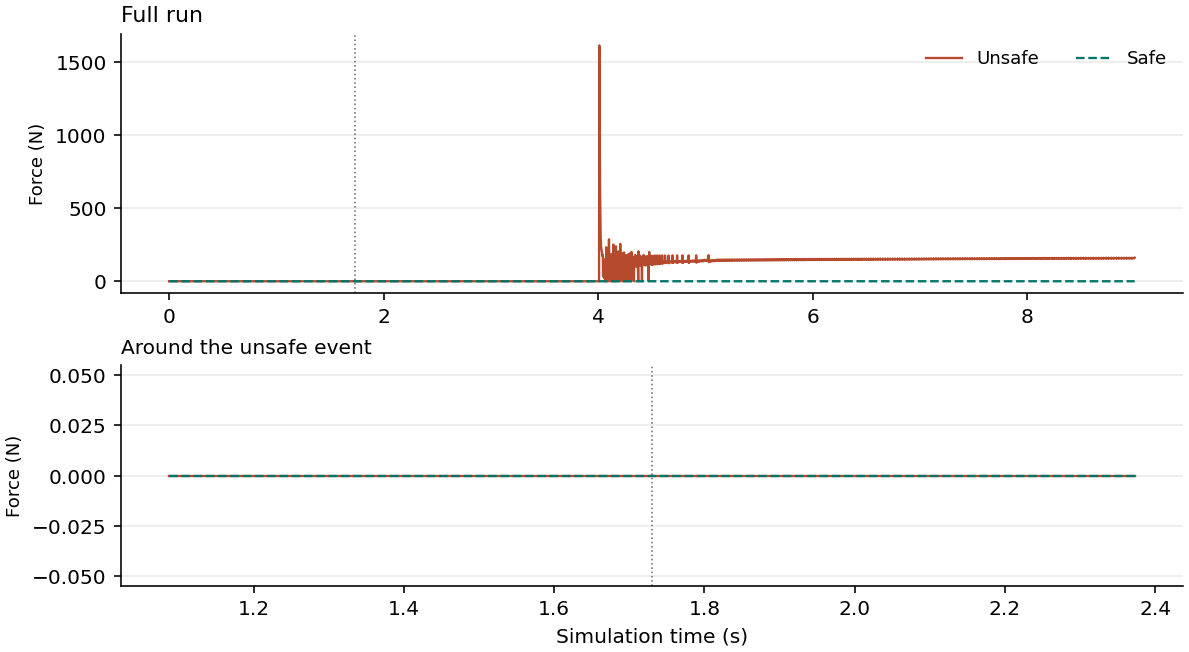 Full run
Force (N)
1500
1000
500
0
Unsafe
Safe
0 2 4 6 8
Around the unsafe event
Force (N)
0.050
0.025
0.000
−0.025
−0.050
1.2 1.4 1.6 1.8 2.0 2.2 2.4
Simulation time (s)